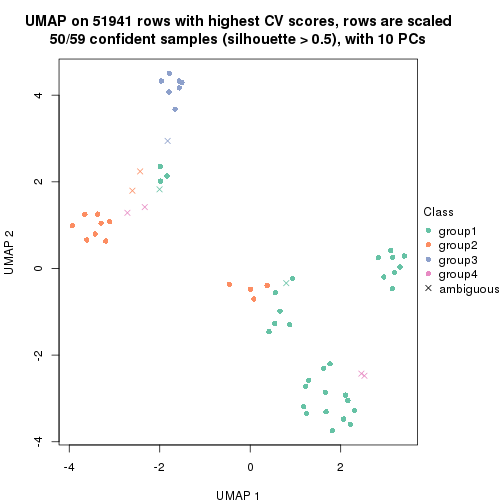 UMAP on 51941 rows with highest CV scores, rows are scaled
50/59 confident samples (silhouette > 0.5), with 10 PCs
4
2
0
-2
-4
UMAP 2
-4
-2
0
2
UMAP 1
Class
group1
group2
group3
group4
ambiguous